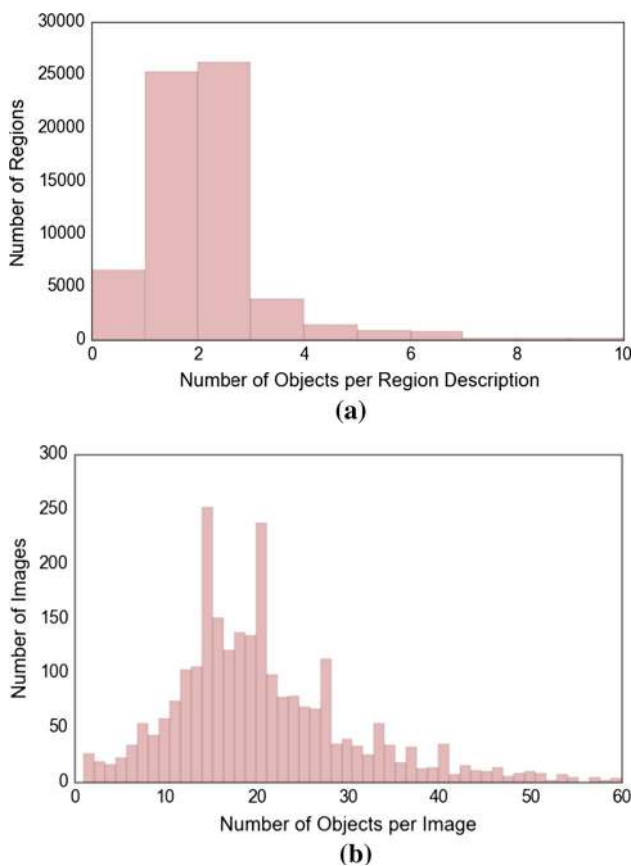 30000
25000
20000
15000
10000
5000
0
Number of Regions
0 2 4 6 8 10
Number of Objects per Region Description
(a)
300
250
200
150
100
50
0
Number of Images
0 10 20 30 40 50 60
Number of Objects per Image
(b)